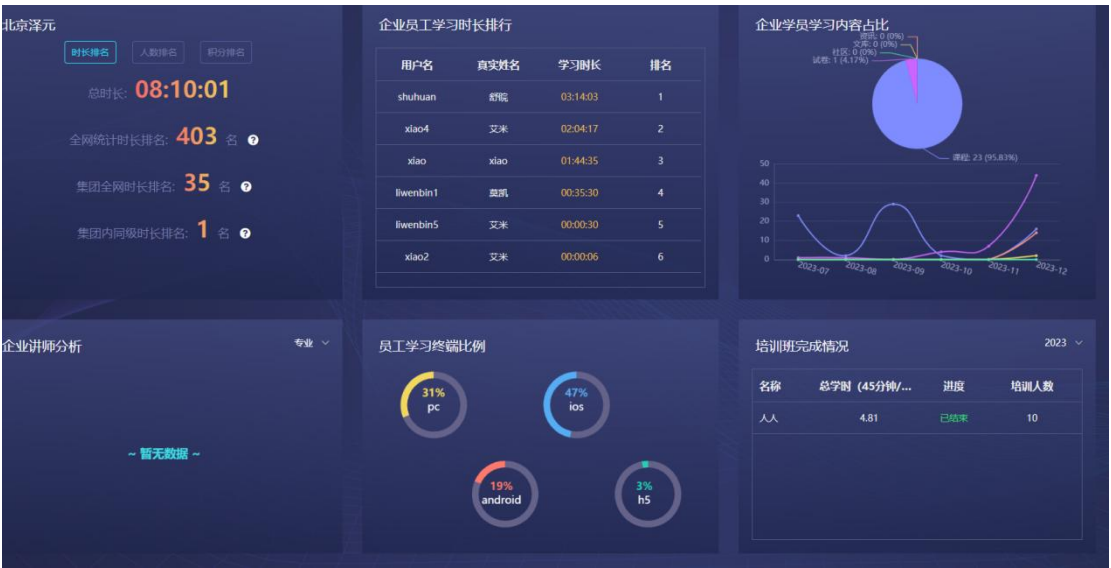 北京泽元
时长排名 人数排名 积分排名
总时长: 08:10:01
全网统计时长排名: 403 名 ?
集团全网时长排名: 35 名 ?
集团内同级时长排名: 1 名 ?
企业员工学习时长排行
用户名 真实姓名 学习时长 排名
shuhuan 舒皖 03:14:03 1
xiao4 艾米 02:04:17 2
xiao xiao 01:44:35 3
liwenbin1 莫凯 00:35:30 4
liwenbin5 艾米 00:00:30 5
xiao2 艾米 00:00:06 6
企业学员学习内容占比
资讯: 0 (0%)
文库: 0 (0%)
社区: 0 (0%)
试卷: 1 (4.17%)
课程: 23 (95.83%)
50
40
30
20
10
0
2023-07 2023-08 2023-09 2023-10 2023-11 2023-12
企业讲师分析 专业
~ 暂无数据 ~
员工学习终端比例
31%
pc
47%
ios
19%
android
3%
h5
培训班完成情况 2023
名称 总学时(45分钟/... 进度 培训人数
人人 4.81 已结束 10